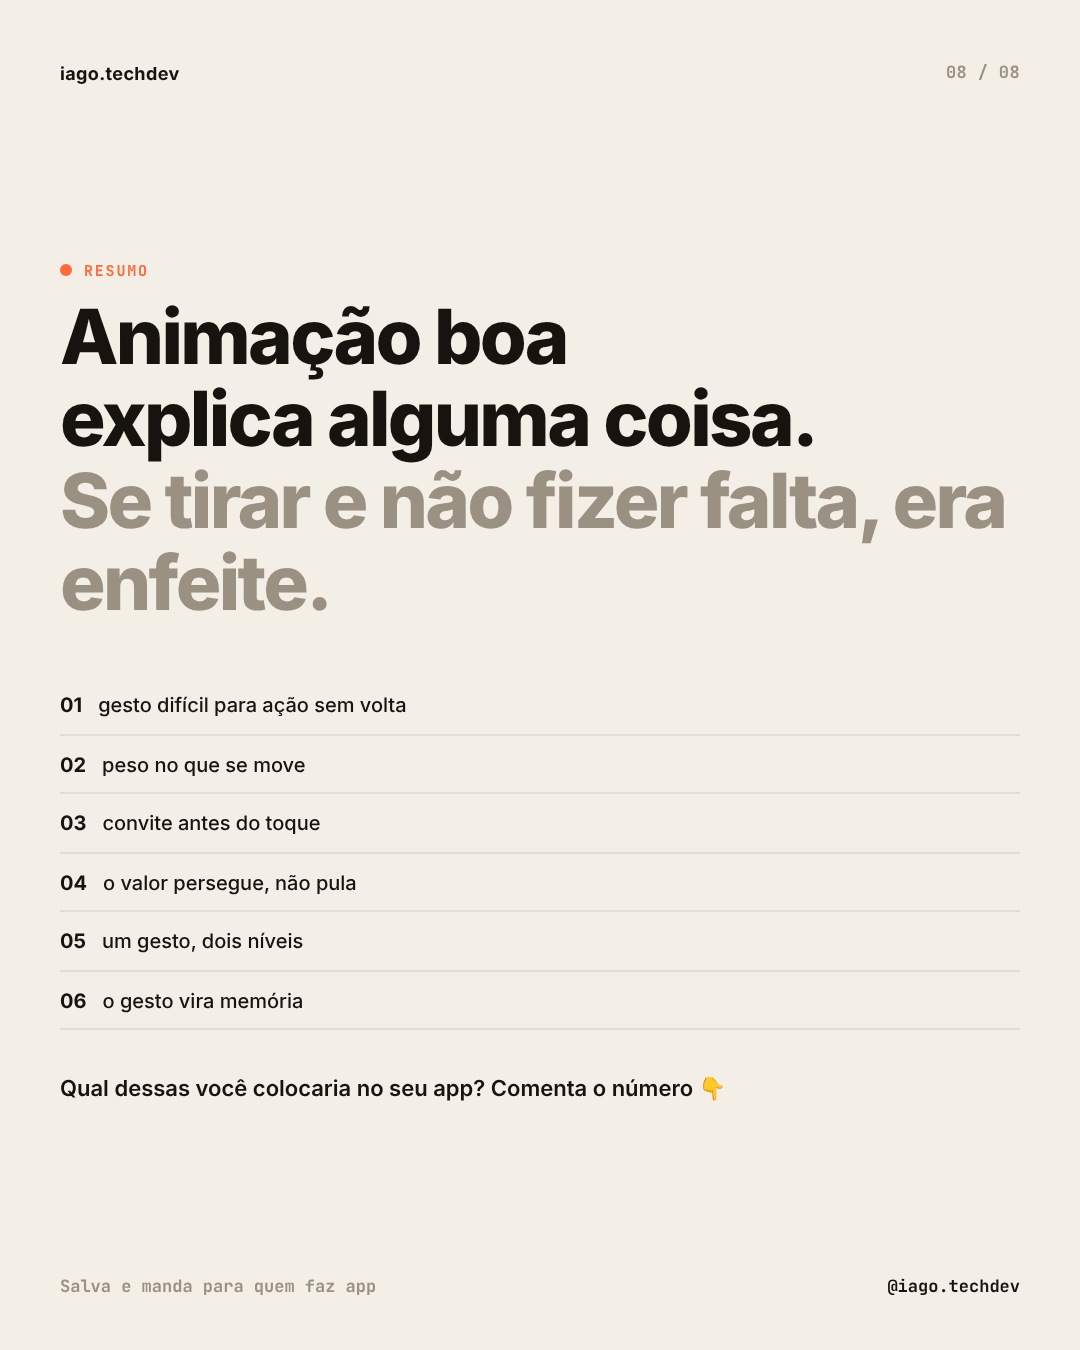 iago.techdev
08 / 08
RESUMO
Animação boa
explica alguma coisa.
Se tirar e não fizer falta, era
enfeite.
01 gesto difícil para ação sem volta
02 peso no que se move
03 convite antes do toque
04 o valor persegue, não pula
05 um gesto, dois níveis
06 o gesto vira memória
Qual dessas você colocaria no seu app? Comenta o número 👇
Salva e manda para quem faz app
@iago.techdev